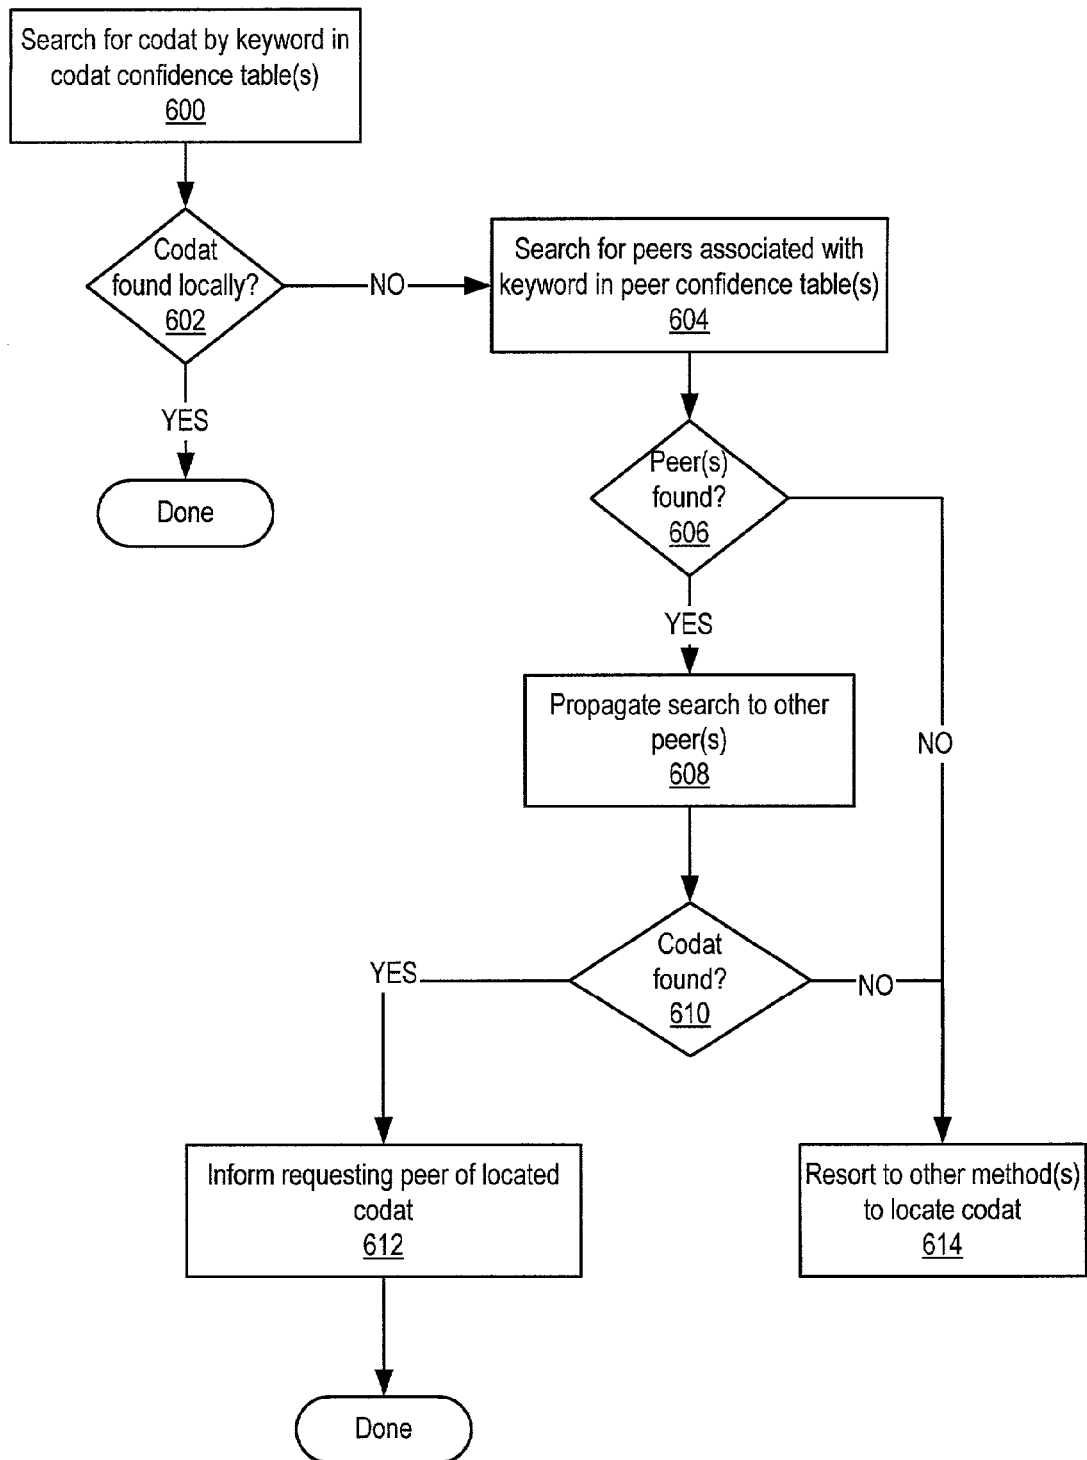 Search for codat by keyword in
codat confidence table(s)
600
Codat
found locally?
602
NO
YES
Done
Search for peers associated with
keyword in peer confidence table(s)
604
Peer(s)
found?
606
YES
NO
Propagate search to other
peer(s)
608
Codat
found?
610
YES
NO
Inform requesting peer of located
codat
612
Resort to other method(s)
to locate codat
614
Done